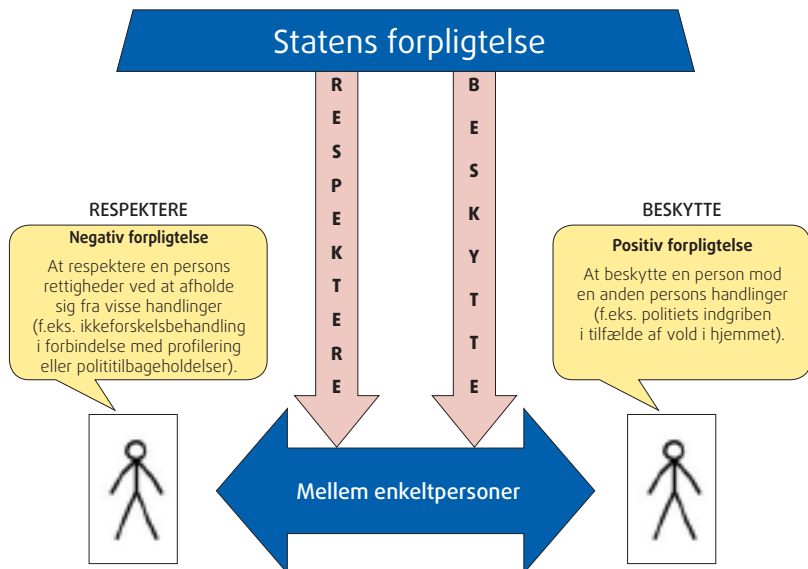 Statens forpligtelse
RESPEKTERE
BESKYTTE
RESPEKTERE
Negativ forpligtelse
At respektere en persons
rettigheder ved at afholde
sig fra visse handlinger
(f.eks. ikkeforskelsbehandling
i forbindelse med profilering
eller polititilbageholdelser).
BESKYTTE
Positiv forpligtelse
At beskytte en person mod
en anden persons handlinger
(f.eks. politiets indgriben
i tilfælde af vold i hjemmet).
Mellem enkeltpersoner